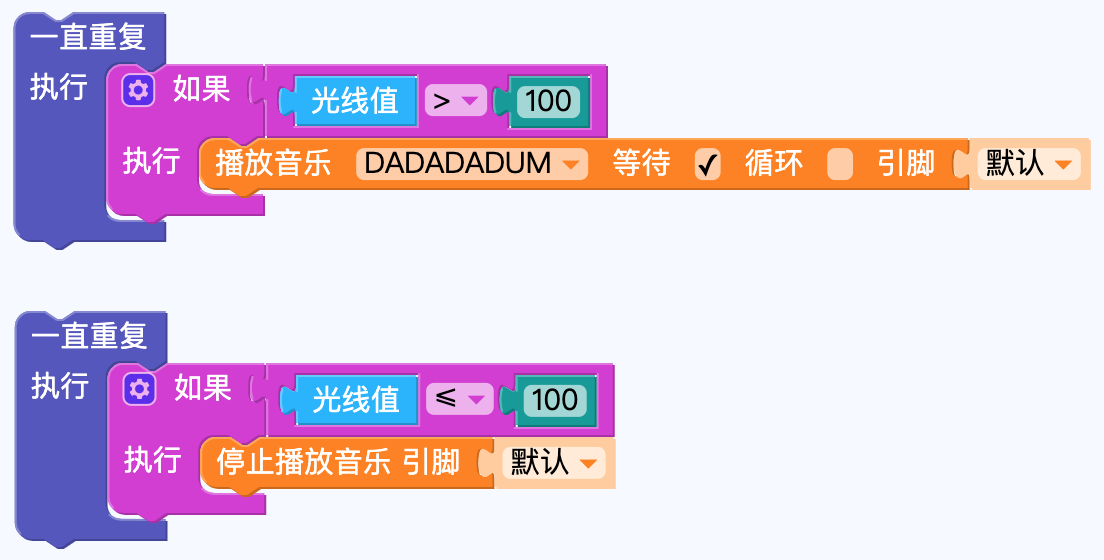 一直重复
执行 如果 光线值 > 100
执行 播放音乐 DADADADUM 等待 ✓ 循环 引脚 默认
一直重复
执行 如果 光线值 ≤ 100
执行 停止播放音乐 引脚 默认